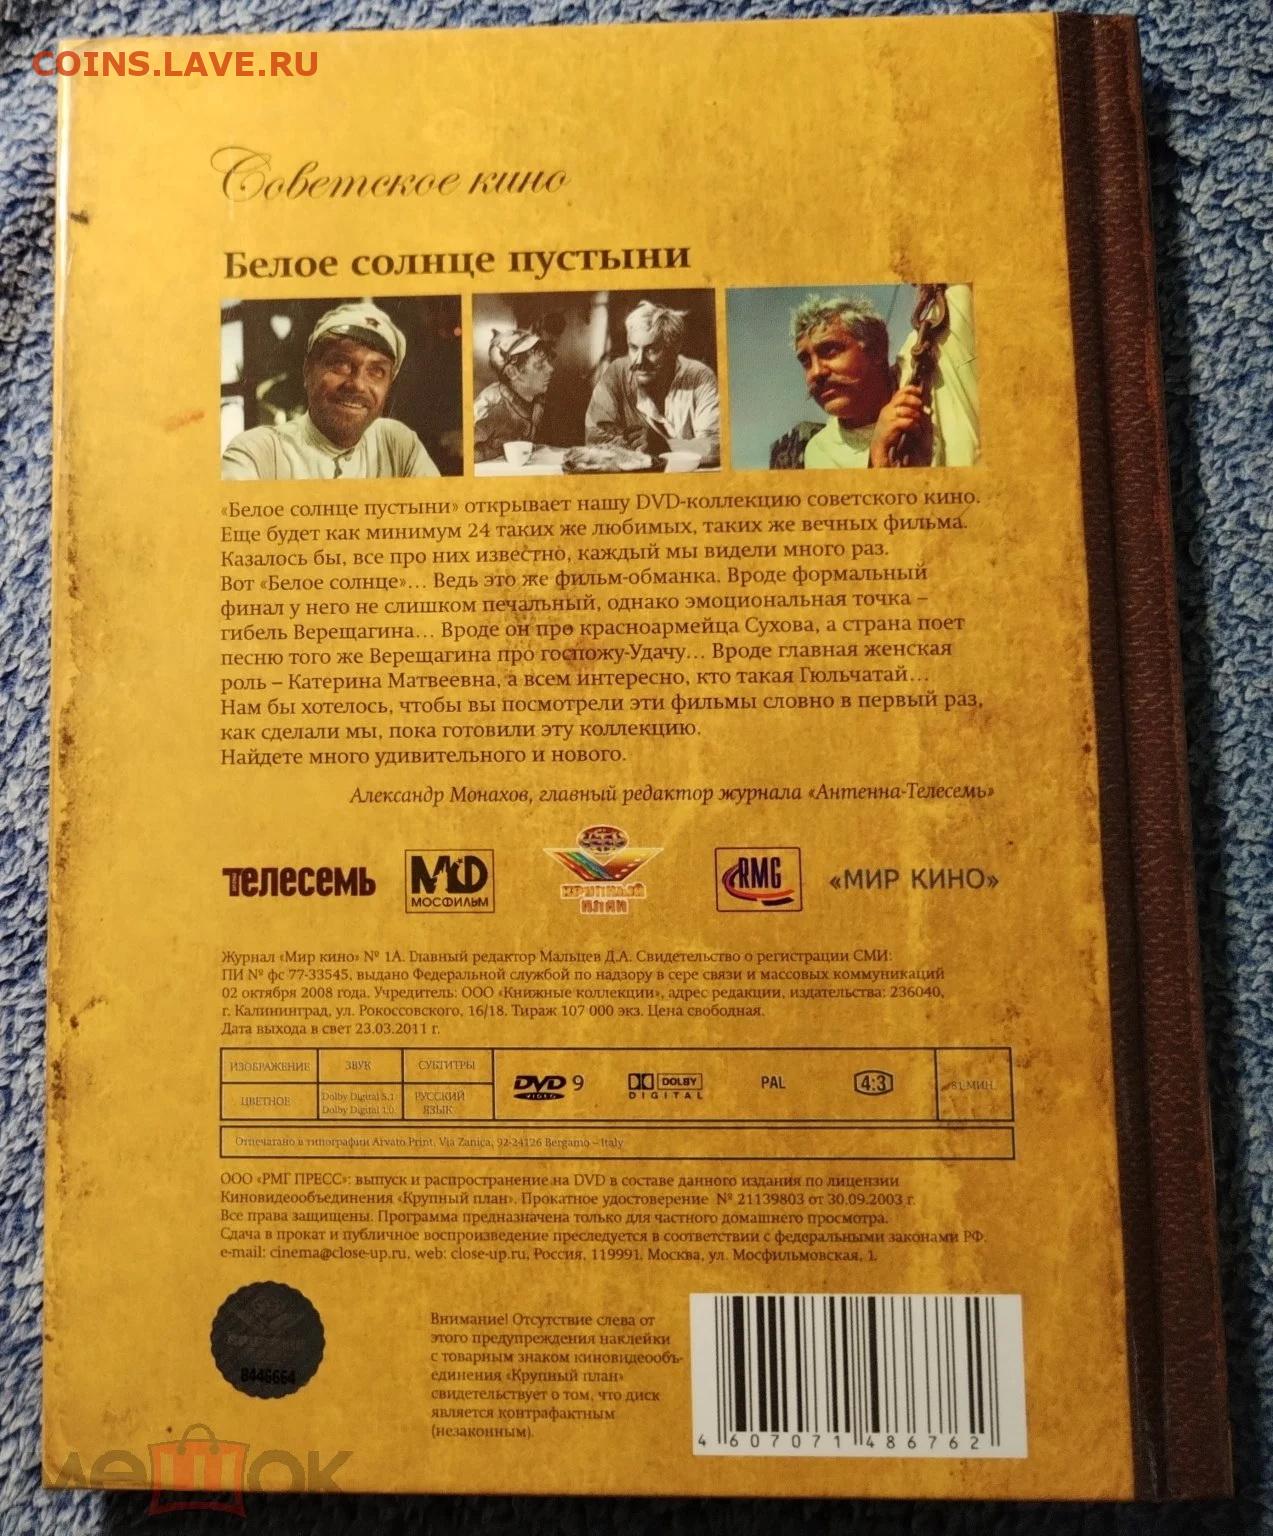 COINS.LAVE.RU
Советское кино
Белое солнце пустыни
«Белое солнце пустыни» открывает нашу DVD-коллекцию советского кино.
Еще будет как минимум 24 таких же любимых, таких же вечных фильма.
Казалось бы, все про них известно, каждый мы видели много раз.
Вот «Белое солнце»... Ведь это же фильм-обманка. Вроде формальный
финал у него не слишком печальный, однако эмоциональная точка –
гибель Верещагина... Вроде он про красноармейца Сухова, а страна поет
песню того же Верещагина про госпожу-Удачу... Вроде главная женская
роль – Катерина Матвеевна, а всем интересно, кто такая Гюльчатай...
Нам бы хотелось, чтобы вы посмотрели эти фильмы словно в первый раз,
как сделали мы, пока готовили эту коллекцию.
Найдете много удивительного и нового.
Александр Монахов, главный редактор журнала «Антенна-Телесемь»
телесемь МОСФИЛЬМ КРУПНЫЙ ПЛАН RMG «МИР КИНО»
Журнал «Мир кино» № 1А. Главный редактор Мальцев Д.А. Свидетельство о регистрации СМИ:
ПИ № фс 77-33545, выдано Федеральной службой по надзору в сере связи и массовых коммуникаций
02 октября 2008 года. Учредитель: ООО «Книжные коллекции», адрес редакции, издательства: 236040,
г. Калининград, ул. Рокоссовского, 16/18. Тираж 107 000 экз. Цена свободная.
Дата выхода в свет 23.03.2011 г.
ИЗОБРАЖЕНИЕ ЗВУК СУБТИТРЫ
ЦВЕТНОЕ Dolby Digital 5.1 Dolby Digital 1.0 РУССКИЙ ЯЗЫК DVD VIDEO 9 DOLBY DIGITAL PAL 4:3 81 МИН.
Отпечатано в типографии Arvato Print, Via Zanica, 92-24126 Bergamo – Italy
ООО «РМГ ПРЕСС»: выпуск и распространение на DVD в составе данного издания по лицензии
Киновидеообъединения «Крупный план». Прокатное удостоверение № 21139803 от 30.09.2003 г.
Все права защищены. Программа предназначена только для частного домашнего просмотра.
Сдача в прокат и публичное воспроизведение преследуется в соответствии с федеральными законами РФ.
e-mail: cinema@close-up.ru, web: close-up.ru, Россия, 119991, Москва, ул. Мосфильмовская, 1.
8446664
Внимание! Отсутствие слева от
этого предупреждения наклейки
с товарным знаком киновидеообъ-
единения «Крупный план»
свидетельствует о том, что диск
является контрафактным
(незаконным).
4 607071 486762
мешок